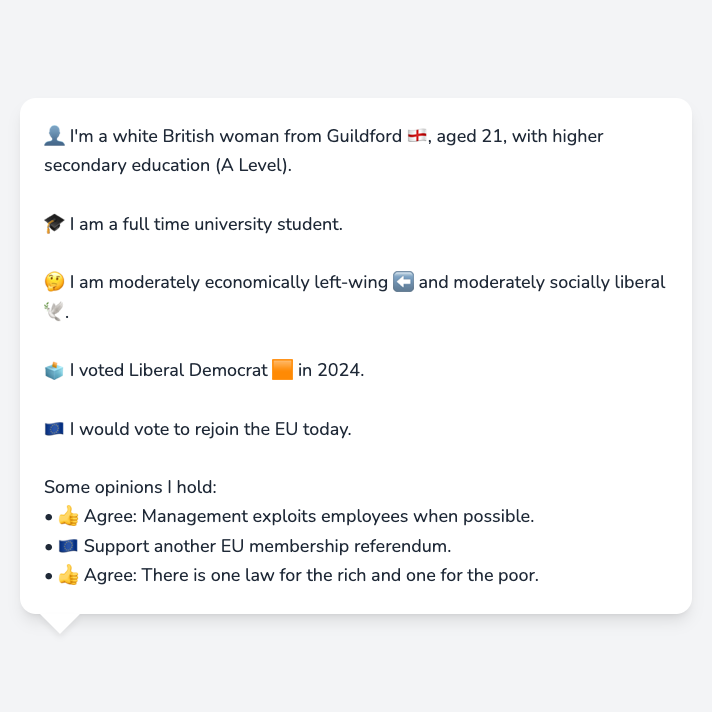 👤 I'm a white British woman from Guildford 🏴󠁧󠁢󠁥󠁮󠁧󠁿, aged 21, with higher
secondary education (A Level).
🎓 I am a full time university student.
🤔 I am moderately economically left-wing ⬅️ and moderately socially liberal
🕊️.
🗳️ I voted Liberal Democrat 🟧 in 2024.
🇪🇺 I would vote to rejoin the EU today.
Some opinions I hold:
• 👍 Agree: Management exploits employees when possible.
• 🇪🇺 Support another EU membership referendum.
• 👍 Agree: There is one law for the rich and one for the poor.